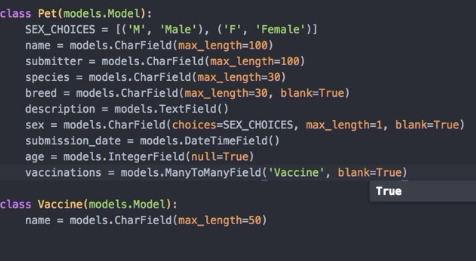 class Pet(models.Model):
    SEX_CHOICES = [('M', 'Male'), ('F', 'Female')]
    name = models.CharField(max_length=100)
    submitter = models.CharField(max_length=100)
    species = models.CharField(max_length=30)
    breed = models.CharField(max_length=30, blank=True)
    description = models.TextField()
    sex = models.CharField(choices=SEX_CHOICES, max_length=1, blank=True)
    submission_date = models.DateTimeField()
    age = models.IntegerField(null=True)
    vaccinations = models.ManyToManyField('Vaccine', blank=True)
True
class Vaccine(models.Model):
    name = models.CharField(max_length=50)